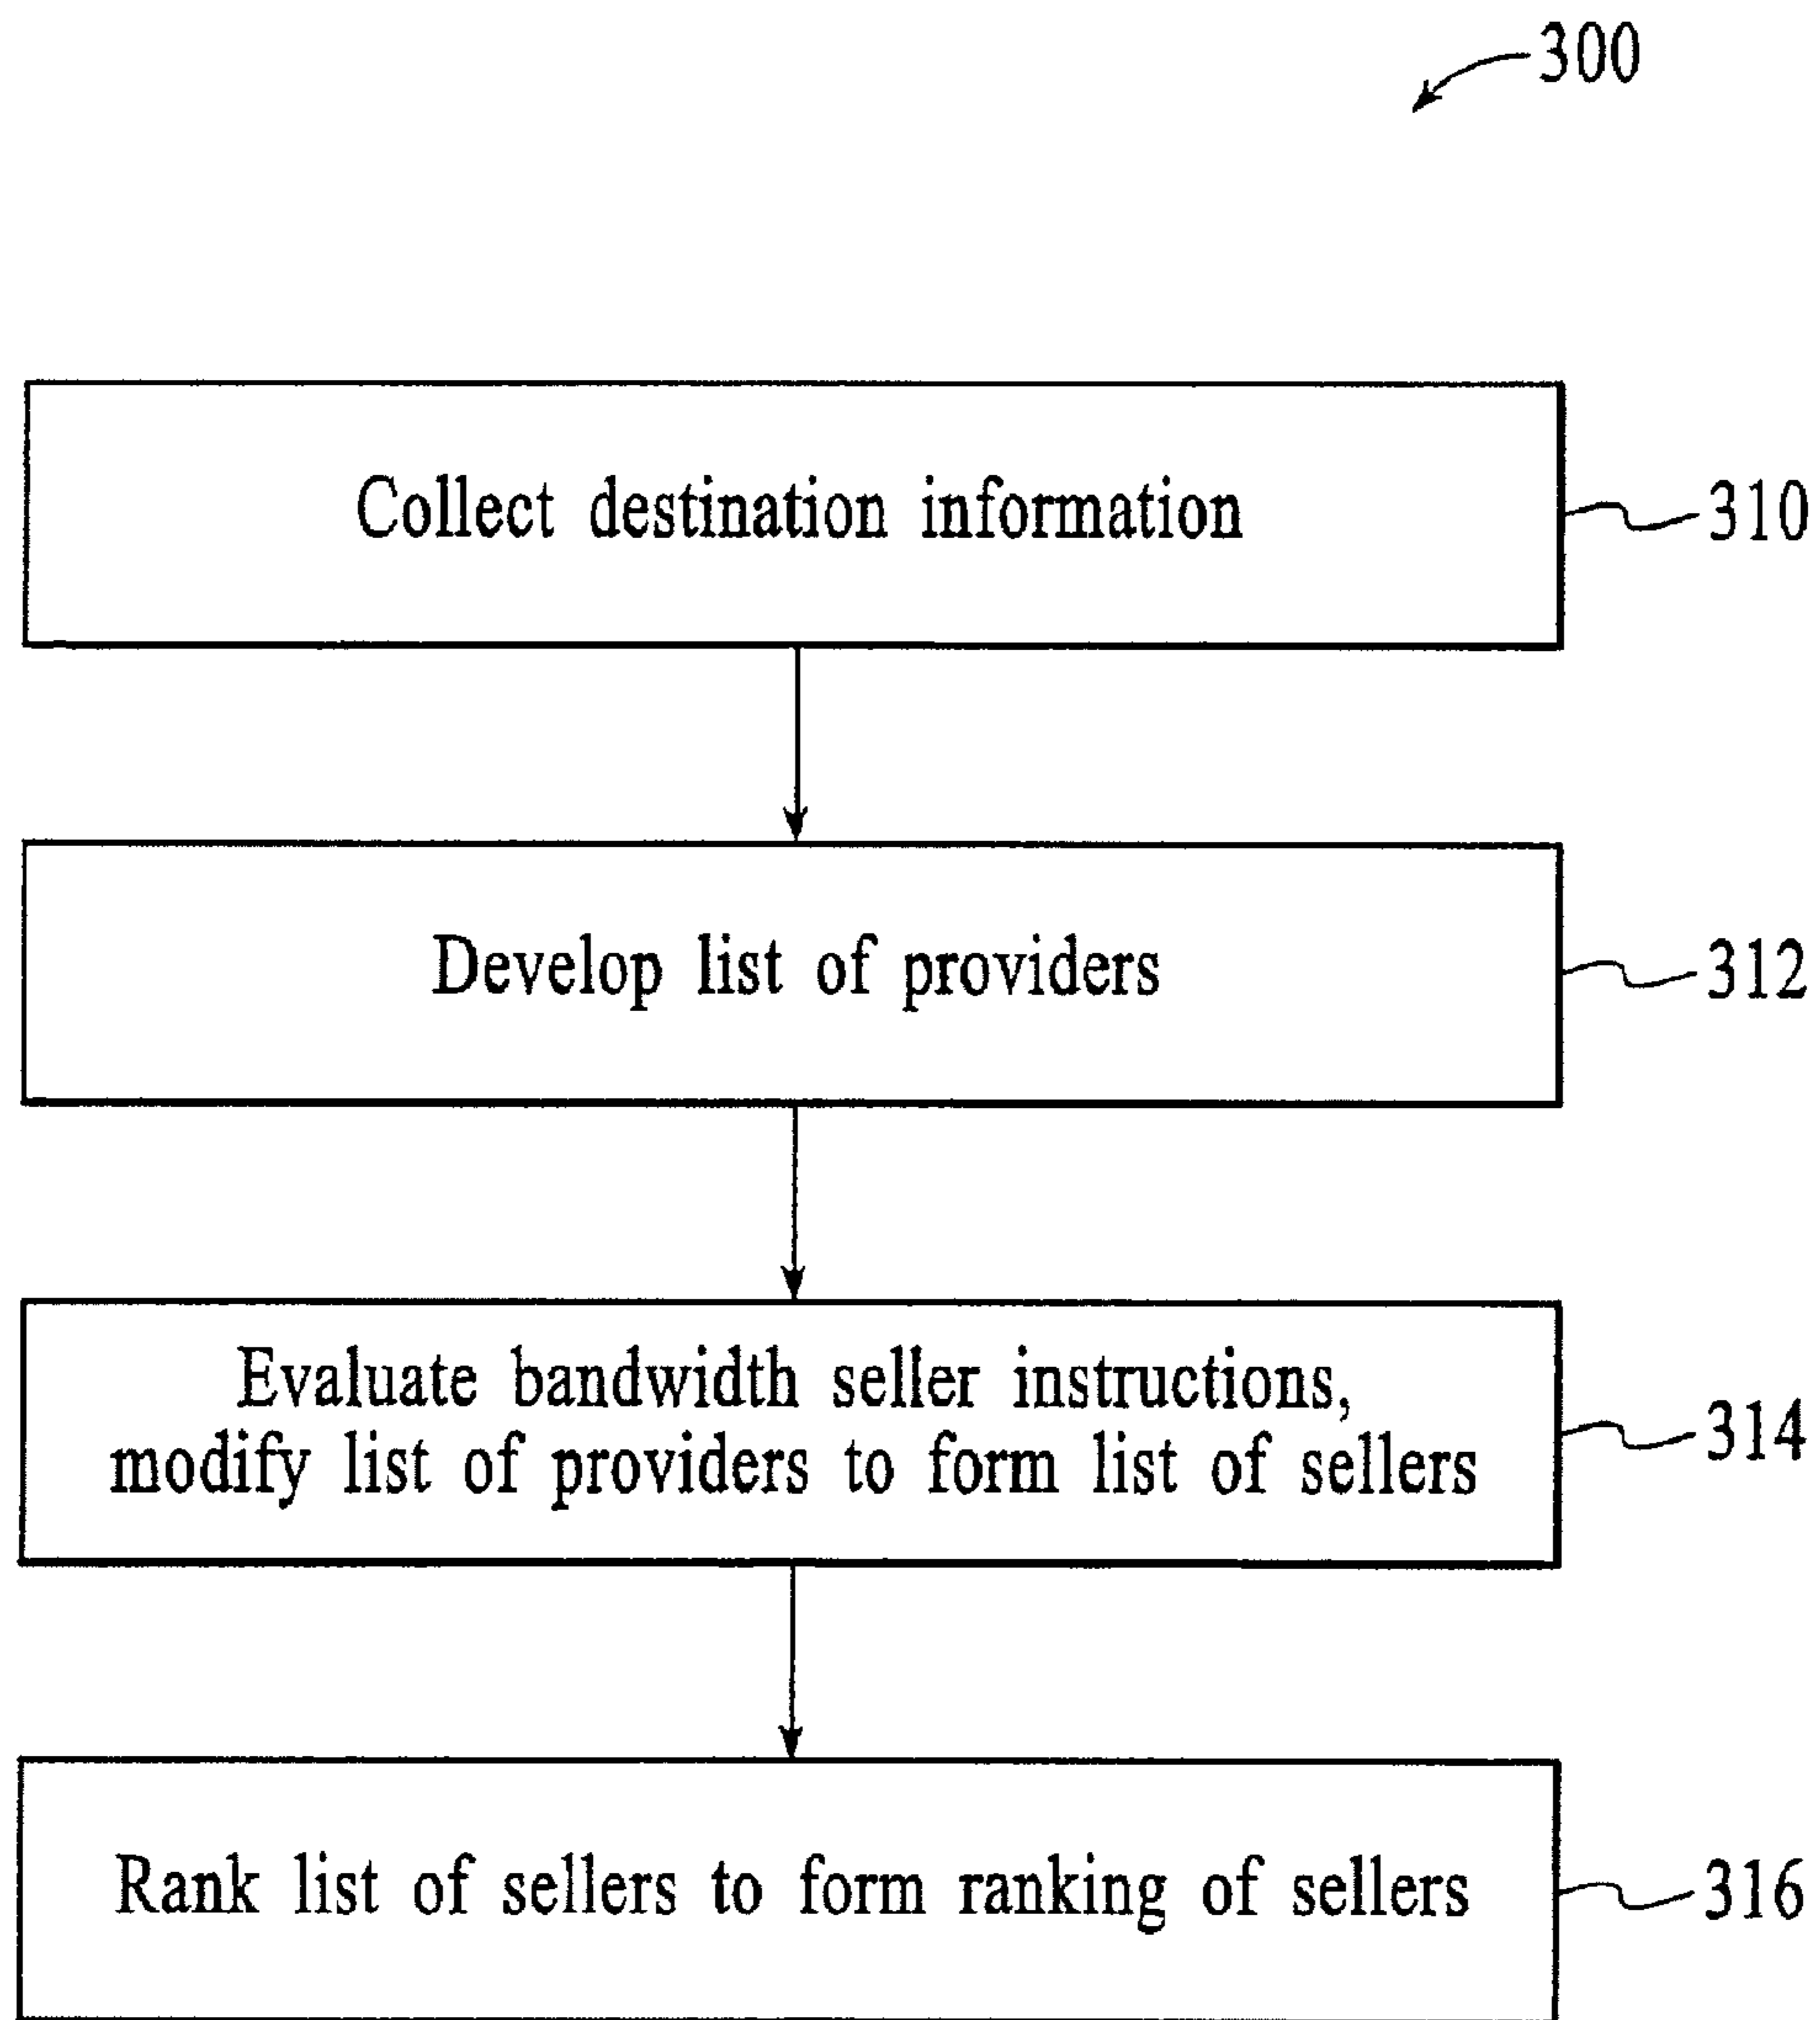 300
Collect destination information
310
Develop list of providers
312
Evaluate bandwidth seller instructions,
modify list of providers to form list of sellers
314
Rank list of sellers to form ranking of sellers
316